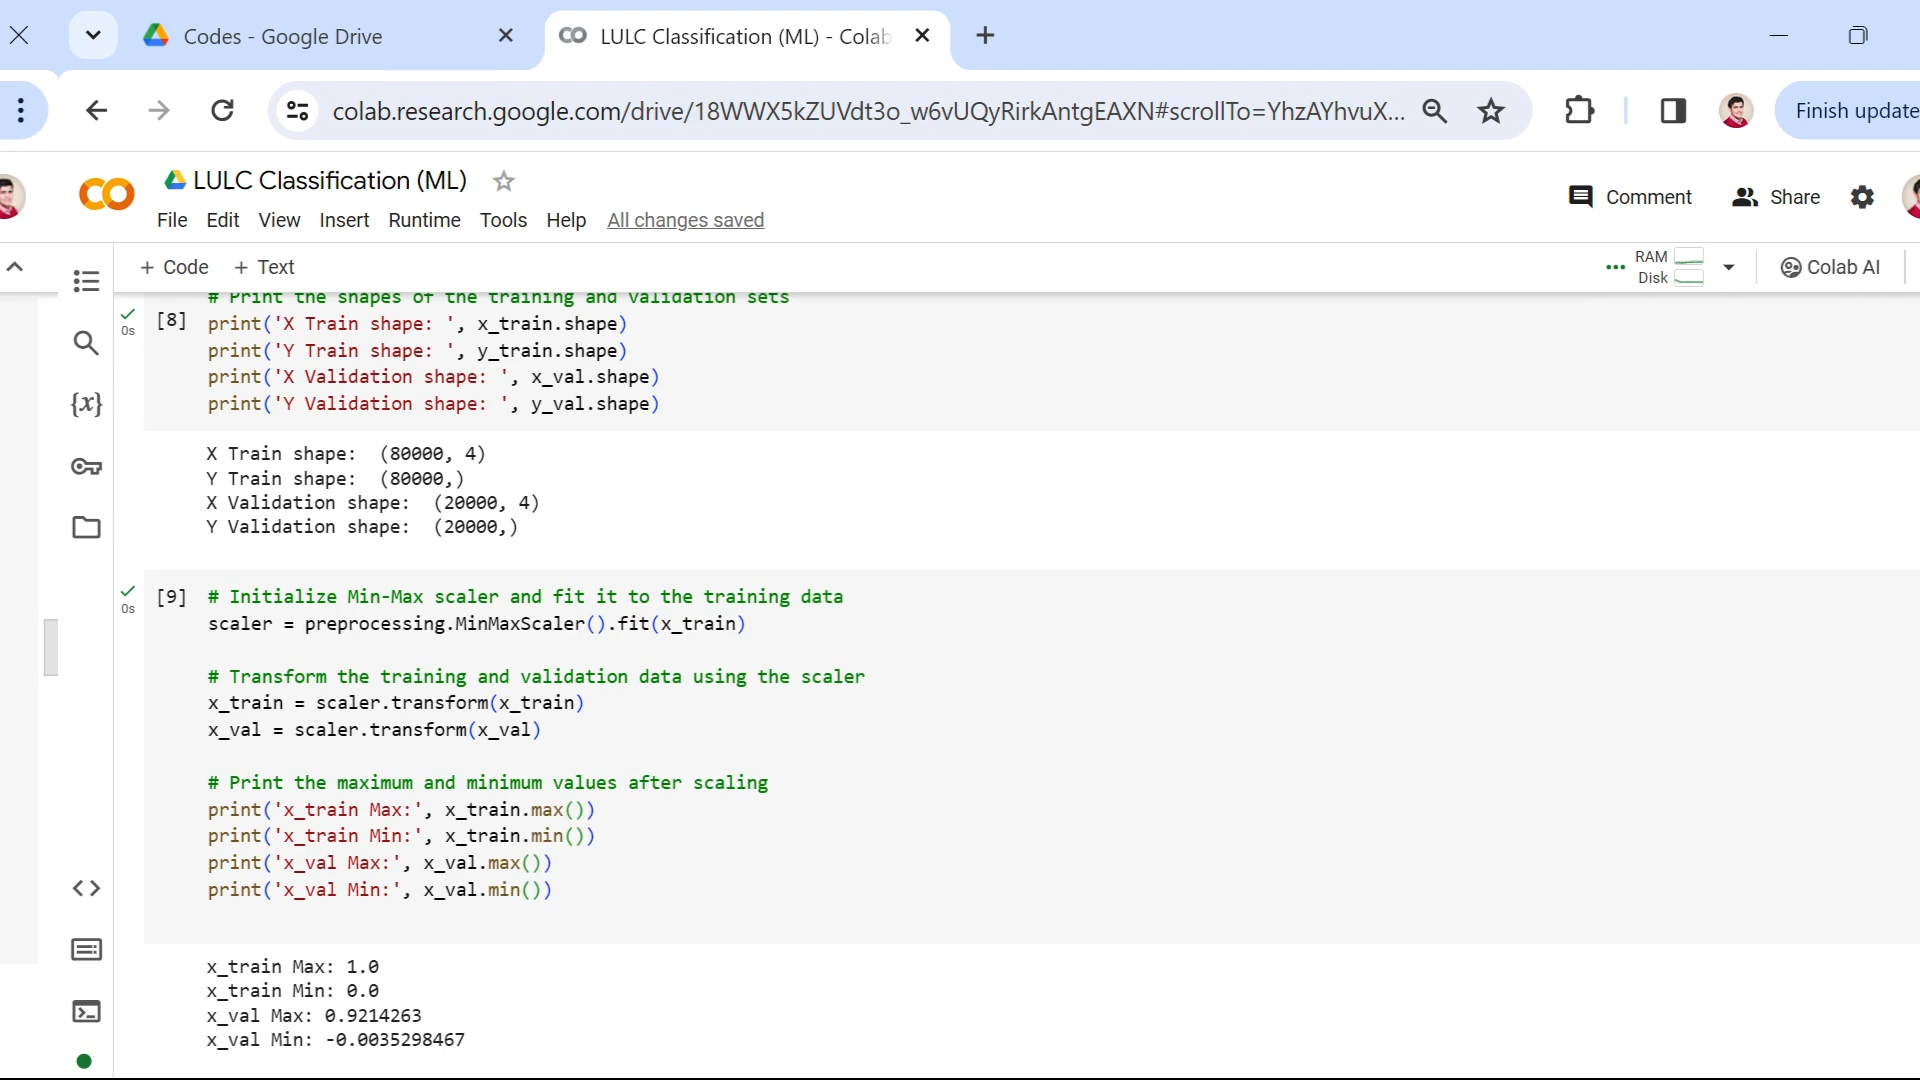 Codes - Google Drive
LULC Classification (ML) - Colab
colab.research.google.com/drive/18WWX5kZUVdt3o_w6vUQyRirkAntgEAXN#scrollTo=YhzAYhvuX...
Finish update
LULC Classification (ML)
File Edit View Insert Runtime Tools Help All changes saved
Comment Share
+ Code + Text
RAM
Disk
Colab AI
# Print the shapes of the training and validation sets
0s
[8] print('X Train shape: ', x_train.shape)
print('Y Train shape: ', y_train.shape)
print('X Validation shape: ', x_val.shape)
print('Y Validation shape: ', y_val.shape)
X Train shape:  (80000, 4)
Y Train shape:  (80000,)
X Validation shape:  (20000, 4)
Y Validation shape:  (20000,)
0s
[9] # Initialize Min-Max scaler and fit it to the training data
scaler = preprocessing.MinMaxScaler().fit(x_train)
# Transform the training and validation data using the scaler
x_train = scaler.transform(x_train)
x_val = scaler.transform(x_val)
# Print the maximum and minimum values after scaling
print('x_train Max:', x_train.max())
print('x_train Min:', x_train.min())
print('x_val Max:', x_val.max())
print('x_val Min:', x_val.min())
x_train Max: 1.0
x_train Min: 0.0
x_val Max: 0.9214263
x_val Min: -0.0035298467